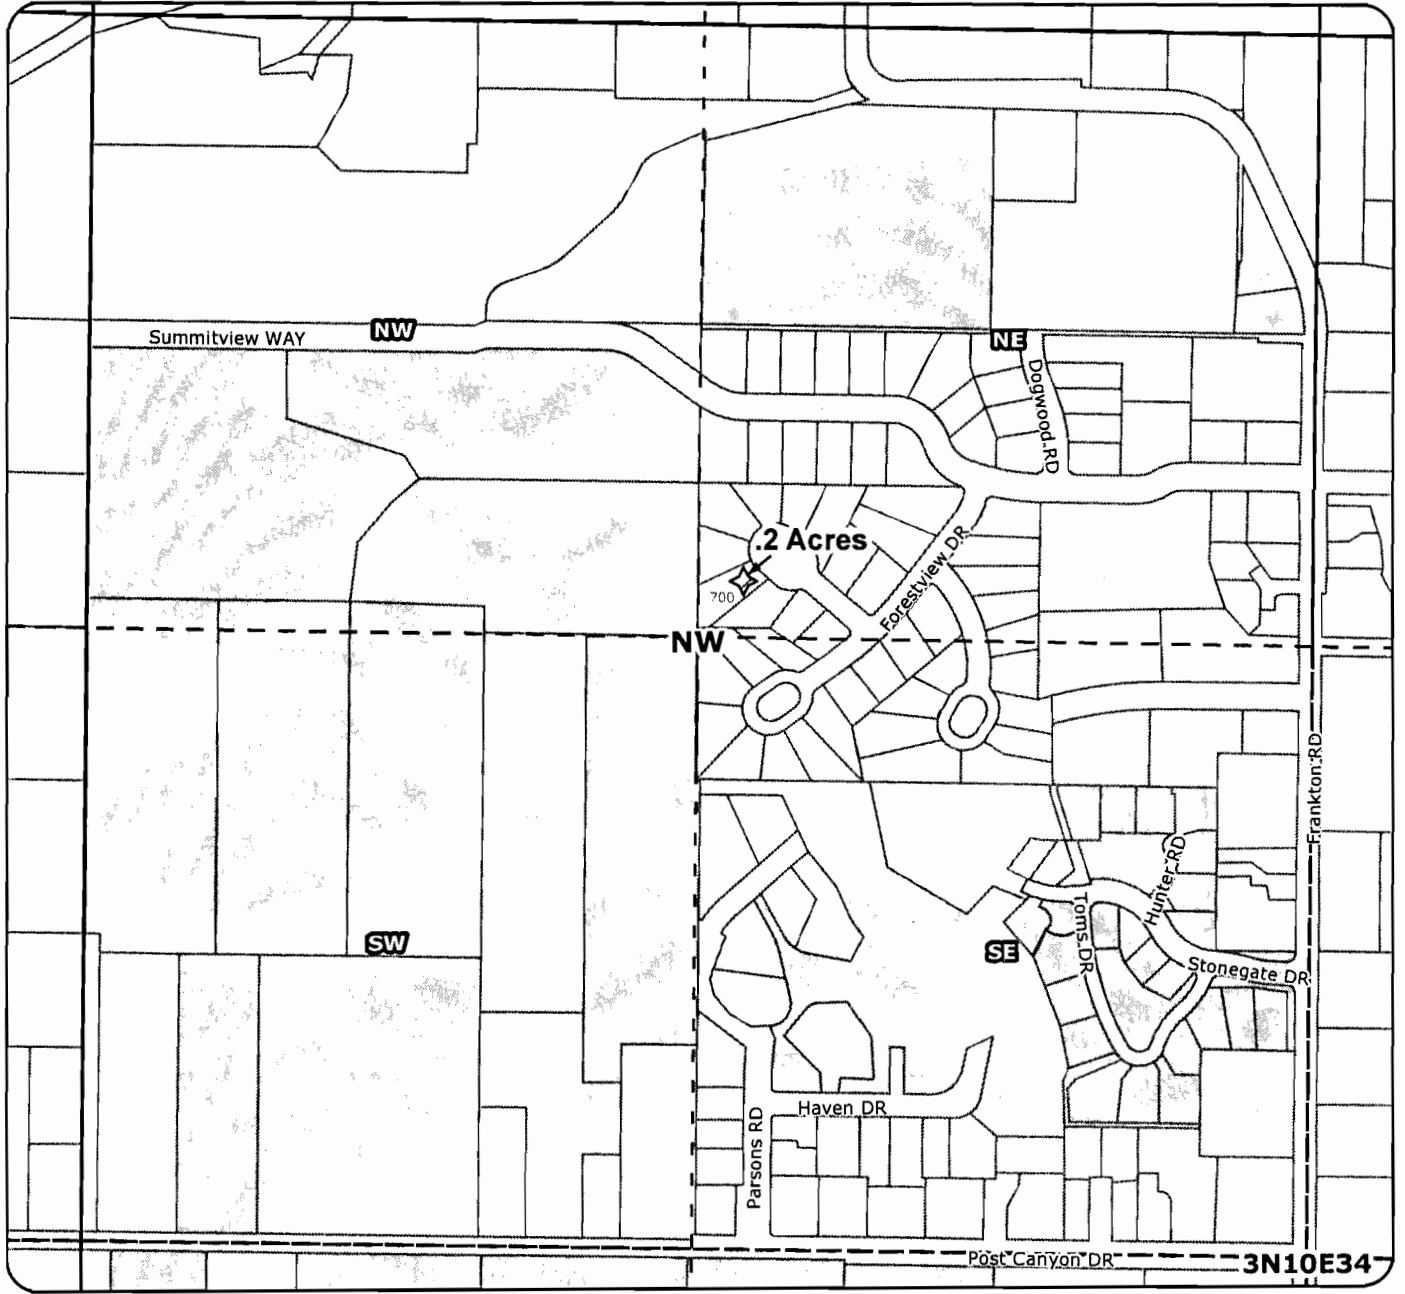 Summitview WAY
NW
NE
Dogwood RD
.2 Acres
Forestview DR
700
NW
Frankton RD
Hunter RD
Toms DR
SW
SE
Stonegate DR
Haven DR
Parsons RD
Post Canyon DR
3N10E34